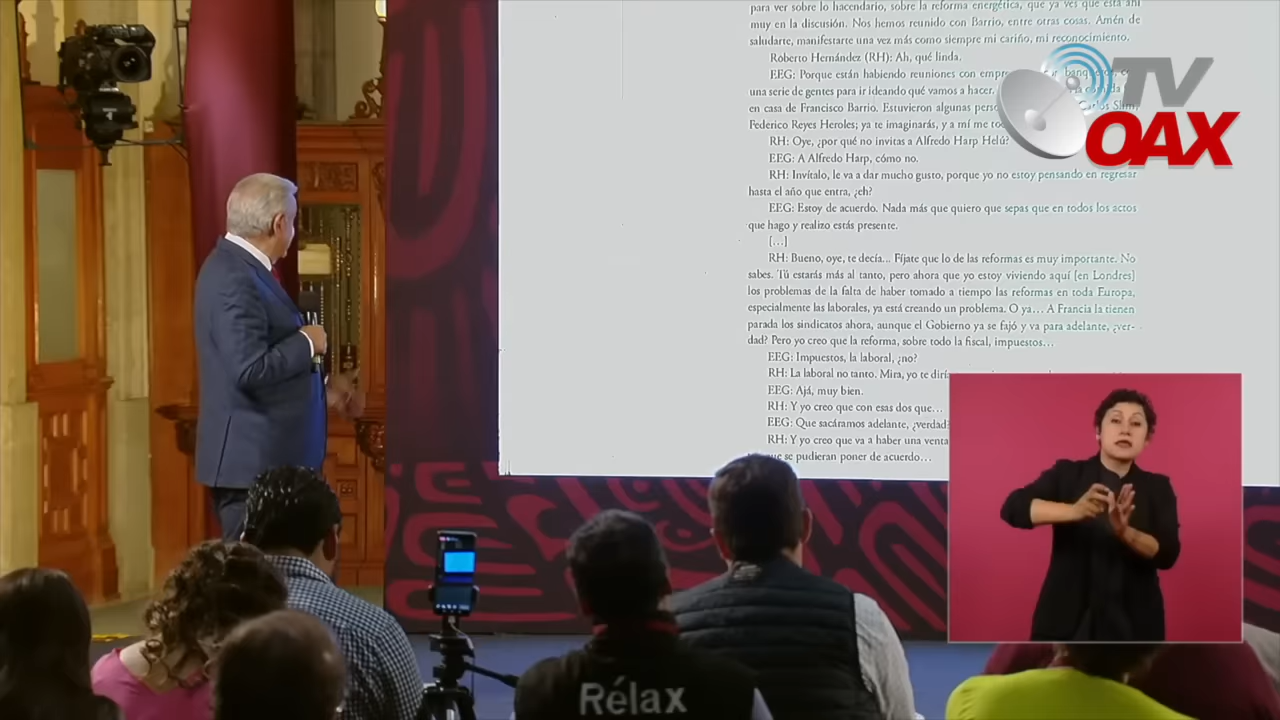 para ver sobre lo hacendario, sobre la reforma energética, que ya ves que está ahí
muy en la discusión. Nos hemos reunido con Barrio, entre otras cosas. Amén de
saludarte, manifestarte una vez más como siempre mi cariño, mi reconocimiento.
Roberto Hernández (RH): Ah, qué linda.
EEG: Porque están habiendo reuniones con
una serie de gentes para ir ideando qué vamos a hacer.
en casa de Francisco Barrio. Estuvieron algunas Carlos Slim,
Federico Reyes Heroles; ya te imaginarás, y a mí me
RH: Oye, ¿por qué no invitas a Alfredo Harp Helú?
EEG: A Alfredo Harp, cómo no.
RH: Invítalo, le va a dar mucho gusto, porque yo no estoy pensando en regresar
hasta el año que entra, ¿eh?
EEG: Estoy de acuerdo. Nada más que quiero que sepas que en todos los actos
que hago y realizo estás presente.
[...]
RH: Bueno, oye, te decía... Fíjate que lo de las reformas es muy importante. No
sabes. Tú estarás más al tanto, pero ahora que yo estoy viviendo aquí [en Londres]
los problemas de la falta de haber tomado a tiempo las reformas en toda Europa,
especialmente las laborales, ya está creando un problema. O ya... A Francia la tienen
parada los sindicatos ahora, aunque el Gobierno ya se fajó y va para adelante, ¿ver-
dad? Pero yo creo que la reforma, sobre todo la fiscal, impuestos...
EEG: Impuestos, la laboral, ¿no?
RH: La laboral no tanto. Mira, yo te
EEG: Ajá, muy bien.
RH: Y yo creo que con esas dos que...
EEG: Que sacáramos adelante, ¿verdad?
RH: Y yo creo que va a haber una
se pudieran poner de acuerdo...
TV
OAX
Rélax